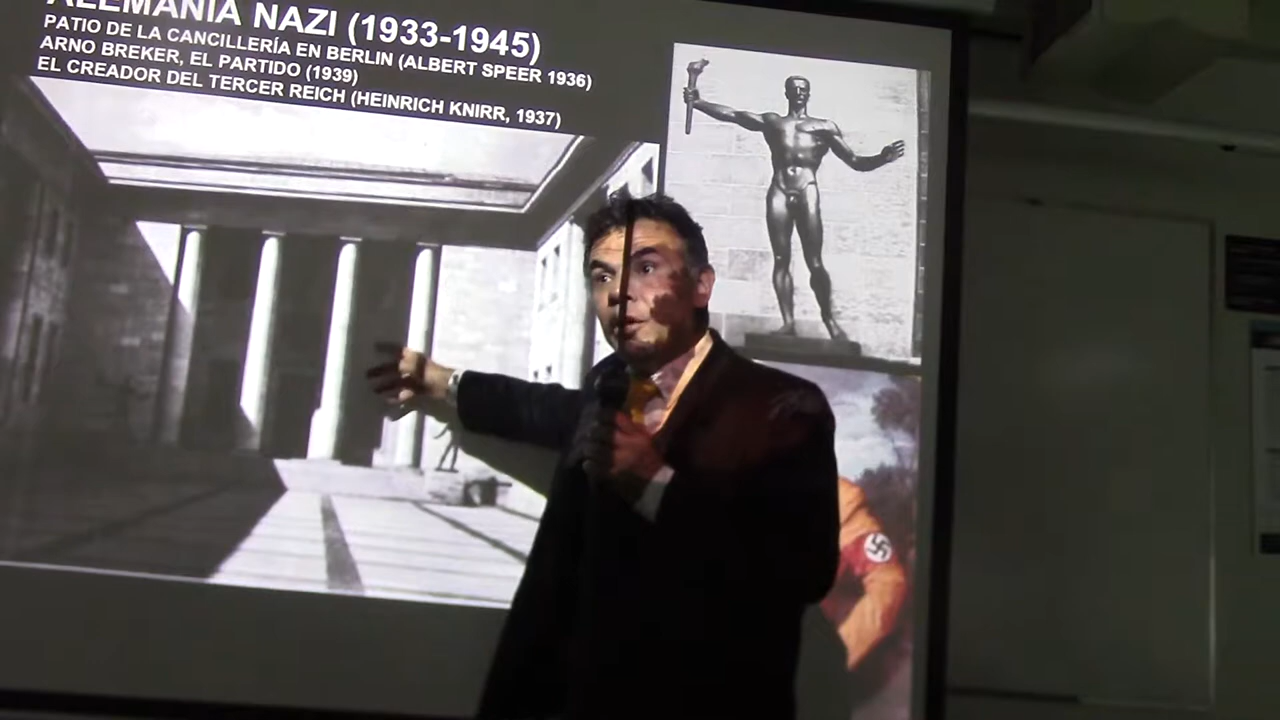 ALEMANIA NAZI (1933-1945)
PATIO DE LA CANCILLERÍA EN BERLIN (ALBERT SPEER 1936)
ARNO BREKER, EL PARTIDO (1939)
EL CREADOR DEL TERCER REICH (HEINRICH KNIRR, 1937)